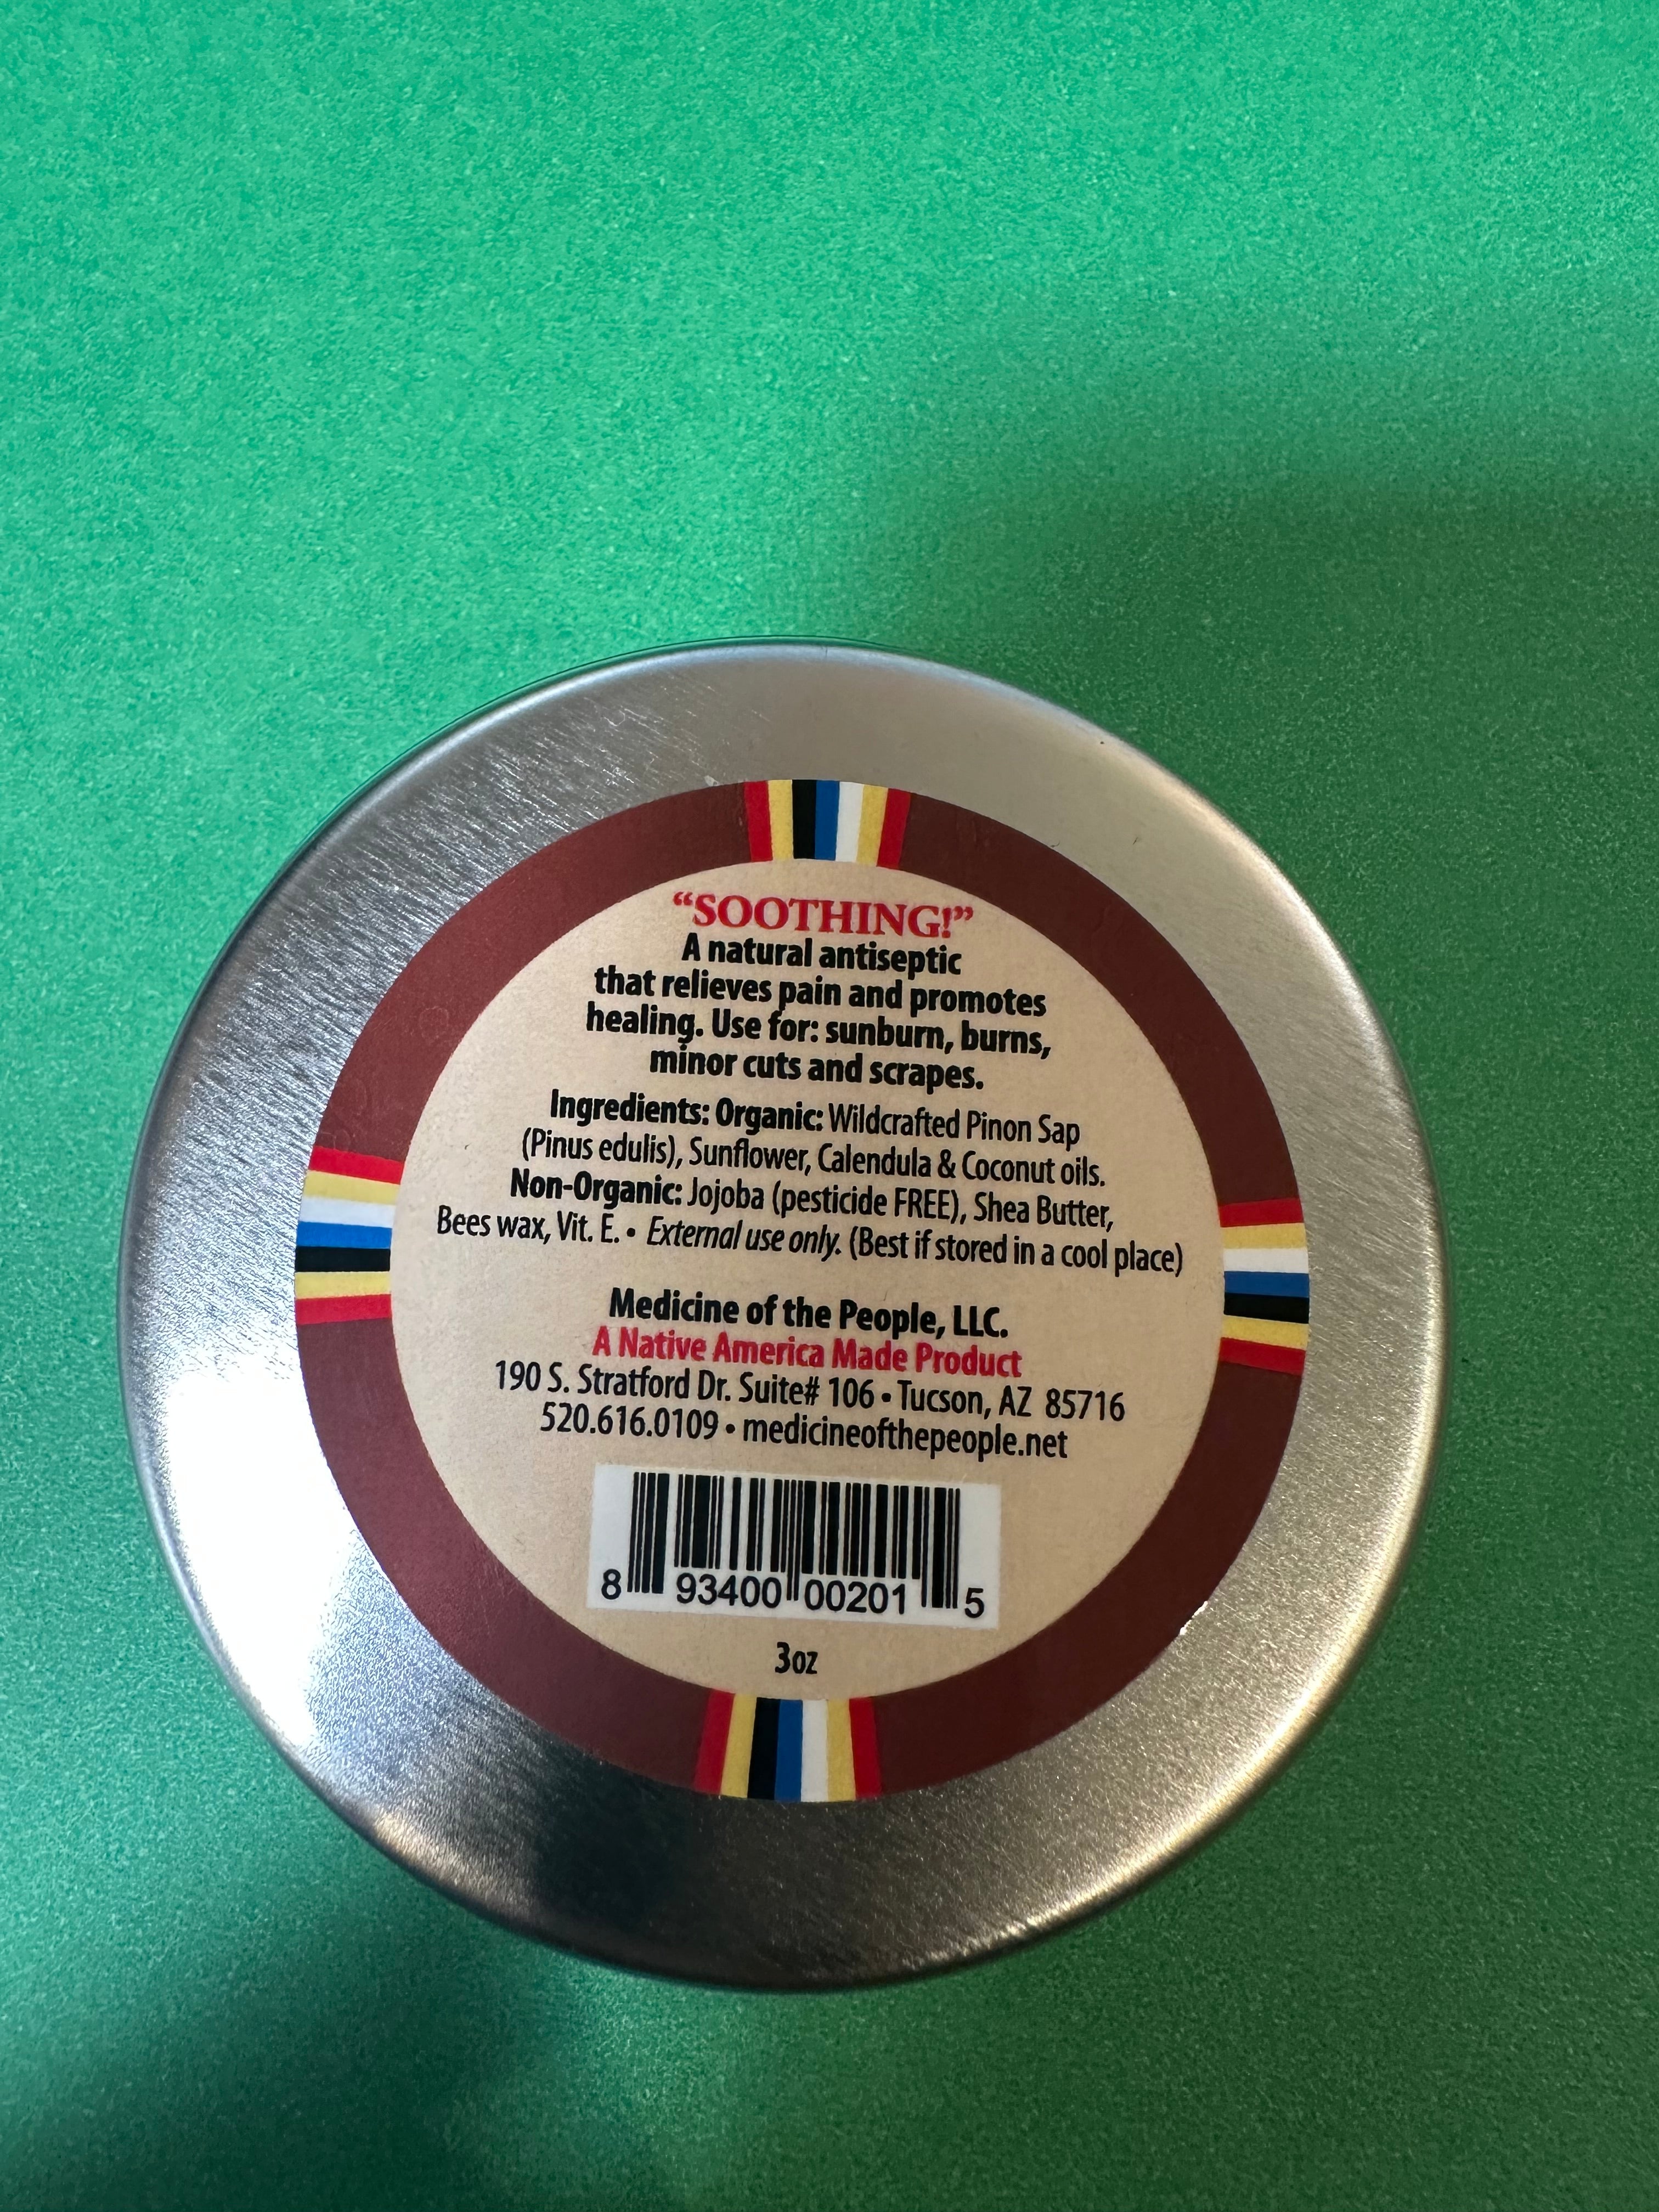 “SOOTHING!”
A natural antiseptic
that relieves pain and promotes
healing. Use for: sunburn, burns,
minor cuts and scrapes.
Ingredients: Organic: Wildcrafted Pinon Sap
(Pinus edulis), Sunflower, Calendula & Coconut oils.
Non-Organic: Jojoba (pesticide FREE), Shea Butter,
Bees wax, Vit. E. • External use only. (Best if stored in a cool place)
Medicine of the People, LLC.
A Native America Made Product
190 S. Stratford Dr. Suite# 106 • Tucson, AZ 85716
520.616.0109 • medicineofthepeople.net
8 93400 00201 5
3oz